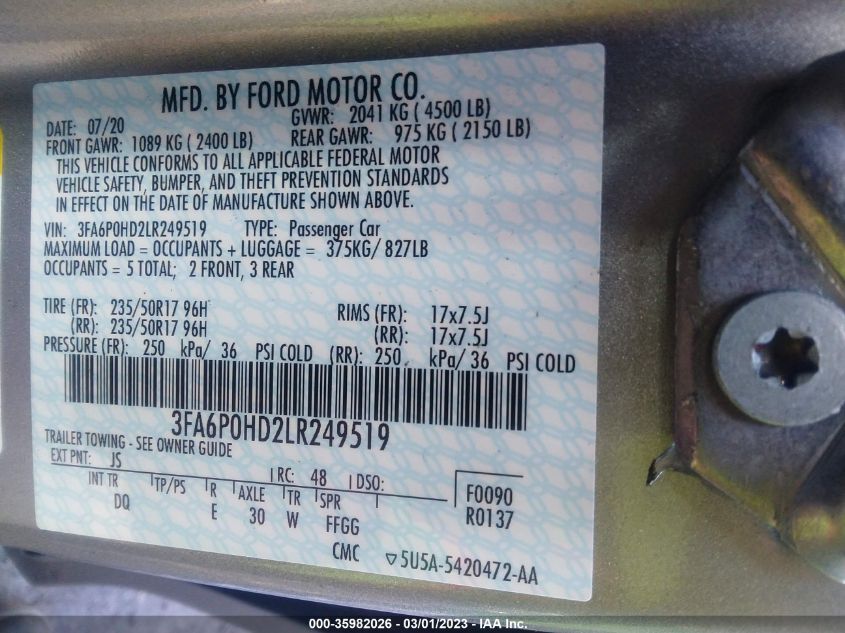 MFD. BY FORD MOTOR CO.
DATE: 07/20 GVWR: 2041 KG ( 4500 LB)
FRONT GAWR: 1089 KG ( 2400 LB) REAR GAWR: 975 KG ( 2150 LB)
THIS VEHICLE CONFORMS TO ALL APPLICABLE FEDERAL MOTOR
VEHICLE SAFETY, BUMPER, AND THEFT PREVENTION STANDARDS
IN EFFECT ON THE DATE OF MANUFACTURE SHOWN ABOVE.
VIN: 3FA6P0HD2LR249519 TYPE: Passenger Car
MAXIMUM LOAD = OCCUPANTS + LUGGAGE = 375KG/ 827LB
OCCUPANTS = 5 TOTAL; 2 FRONT, 3 REAR
TIRE (FR): 235/50R17 96H RIMS (FR): 17x7.5J
(RR): 235/50R17 96H (RR): 17x7.5J
PRESSURE (FR): 250 kPa/ 36 PSI COLD (RR): 250 kPa/ 36 PSI COLD
3FA6P0HD2LR249519
TRAILER TOWING - SEE OWNER GUIDE
EXT PNT: JS RC: 48 DSO:
INT TR TP/PS R AXLE TR SPR F0090
DQ E 30 W FFGG R0137
CMC ▽5U5A-5420472-AA
000-35982026 - 03/01/2023 - IAA Inc.